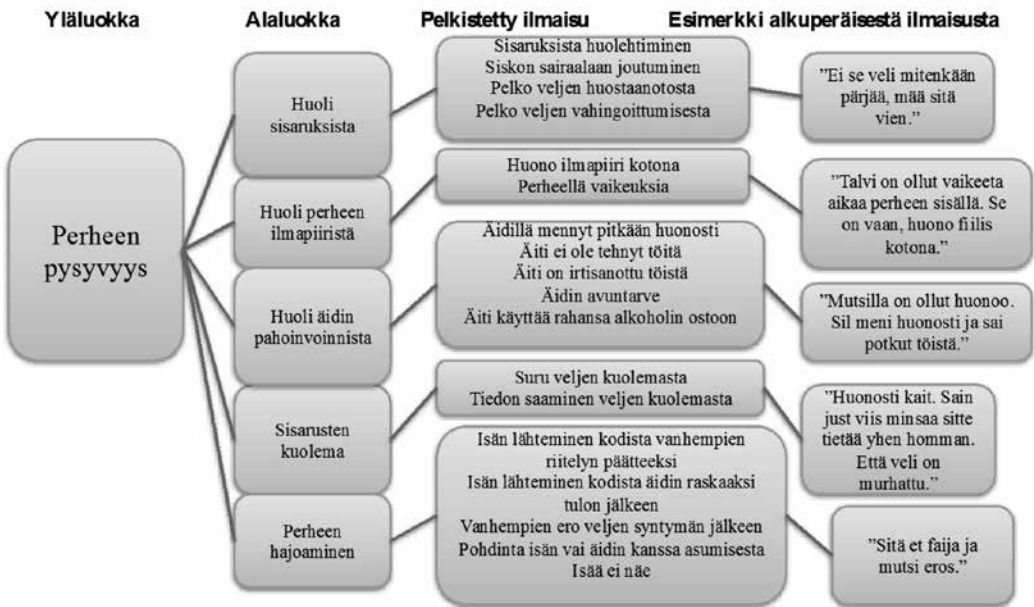 Yläluokka
Alaluokka
Pelkistetty ilmaisu
Esimerkki alkuperäisestä ilmaisusta
Perheen
pysyvyys
Huoli
sisaruksista
Sisaruksista huolehtiminen
Siskon sairaalaan joutuminen
Pelko veljen huostaanotosta
Pelko veljen vahingoittumisesta
”Ei se veli mitenkään
pärjää, mää sitä
vien.”
Huoli perheen
ilmapiiristä
Huono ilmapiiri kotona
Perheellä vaikeuksia
”Talvi on ollut vaikeeta
aikaa perheen sisällä. Se
on vaan, huono fiilis
kotona.”
Huoli äidin
pahoinvoinnista
Äidillä mennyt pitkään huonosti
Äiti ei ole tehnyt töitä
Äiti on irtisanottu töistä
Äidin avuntarve
Äiti käyttää rahansa alkoholin ostoon
”Mutsilla on ollut huonoo.
Sil meni huonosti ja sai
potkut töistä.”
Sisarusten
kuolema
Suru veljen kuolemasta
Tiedon saaminen veljen kuolemasta
”Huonosti kait. Sain
just viis minsaa sitte
tietää yhen homman.
Että veli on
murhattu.”
Perheen
hajoaminen
Isän lähteminen kodista vanhempien
riitelyn päätteeksi
Isän lähteminen kodista äidin raskaaksi
tulon jälkeen
Vanhempien ero veljen syntymän jälkeen
Pohdinta isän vai äidin kanssa asumisesta
Isää ei näe
”Sitä et faija ja
mutsi eros.”